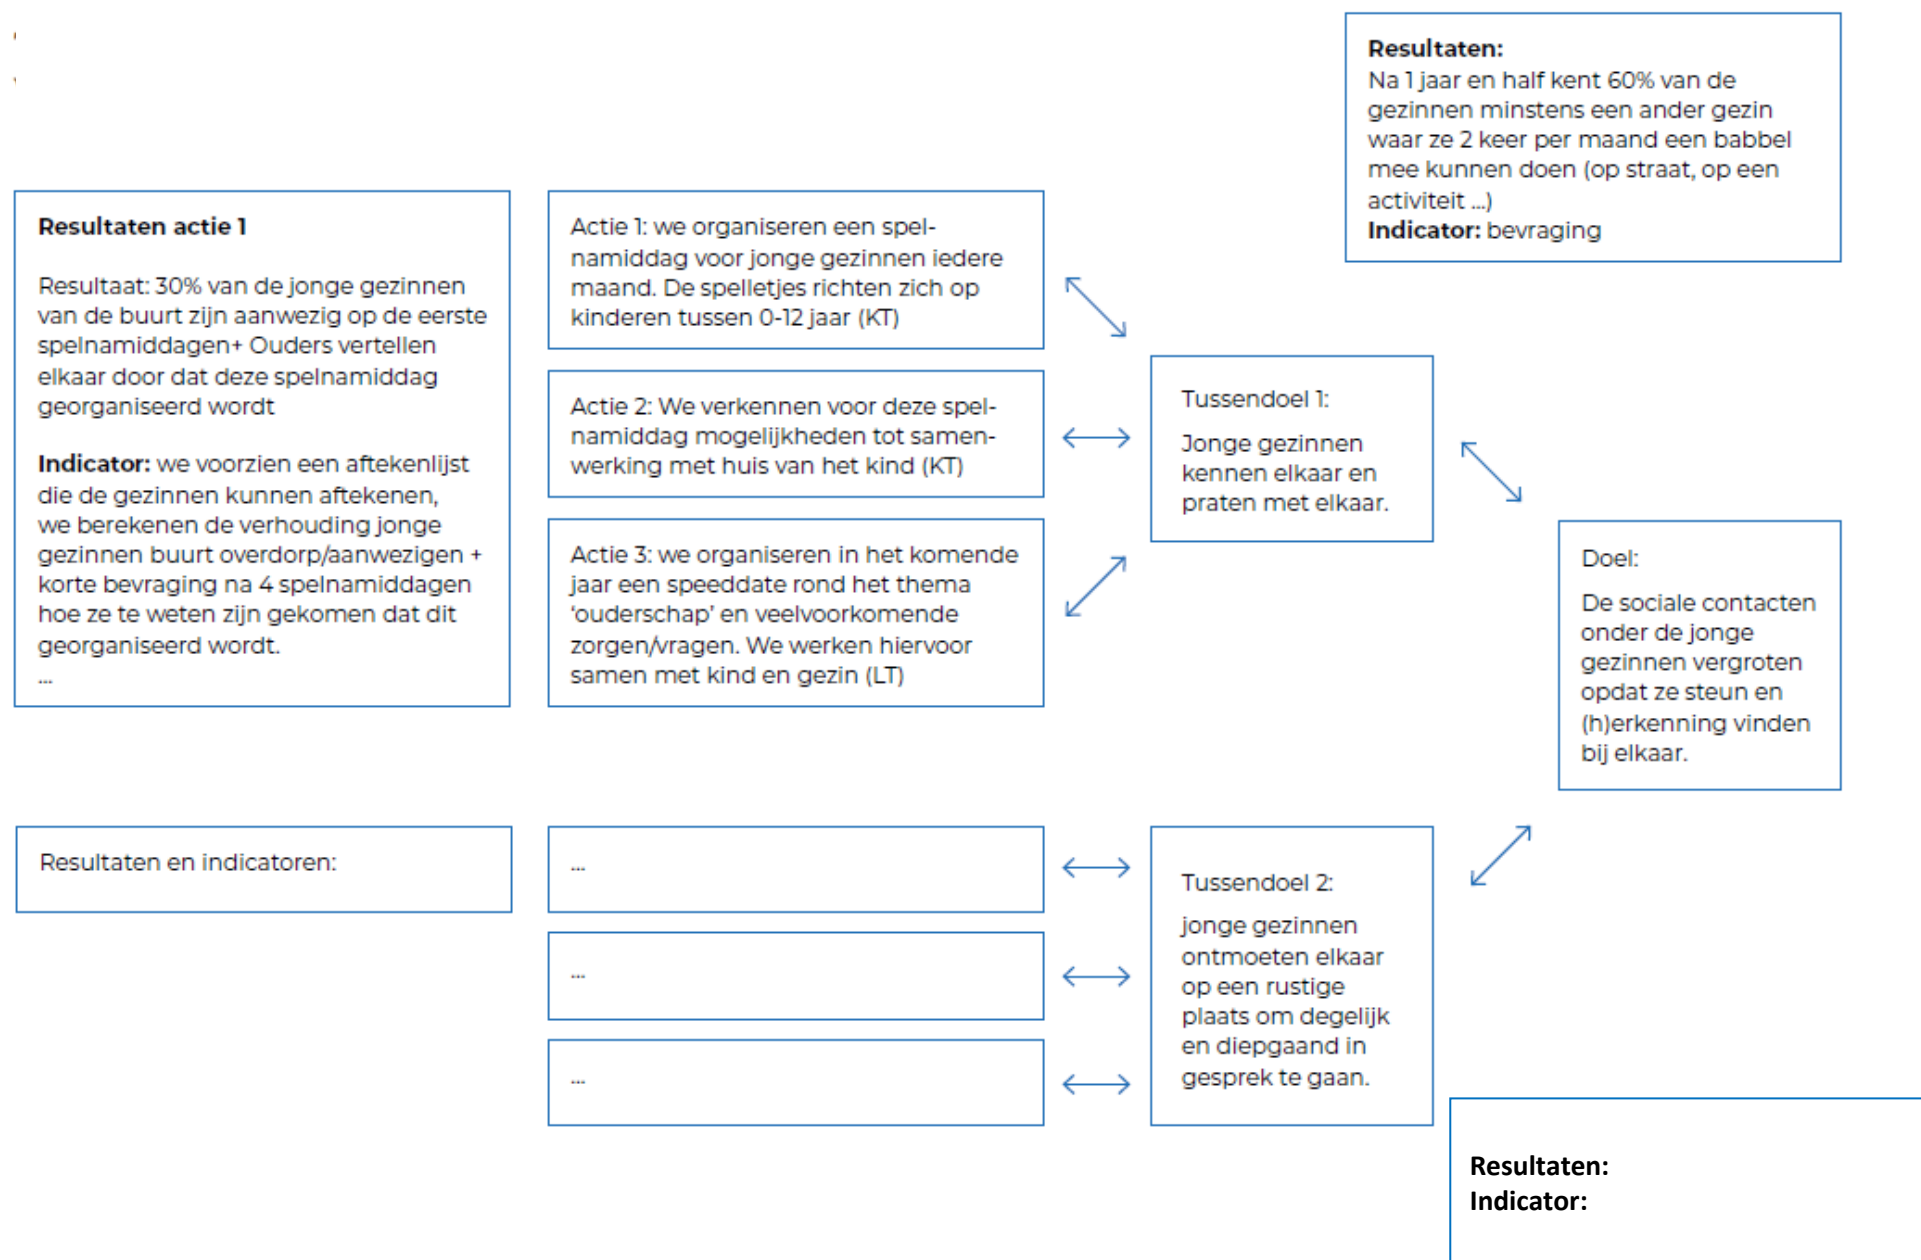 Resultaten:
Na 1 jaar en half kent 60% van de
gezinnen minstens een ander gezin
waar ze 2 keer per maand een babbel
mee kunnen doen (op straat, op een
activiteit ...)
Indicator: bevraging
Resultaten actie 1
Resultaat: 30% van de jonge gezinnen
van de buurt zijn aanwezig op de eerste
spelnamiddagen+ Ouders vertellen
elkaar door dat deze spelnamiddag
georganiseerd wordt
Indicator: we voorzien een aftekenlijst
die de gezinnen kunnen aftekenen,
we berekenen de verhouding jonge
gezinnen buurt overdorp/aanwezigen +
korte bevraging na 4 spelnamiddagen
hoe ze te weten zijn gekomen dat dit
georganiseerd wordt.
...
Actie 1: we organiseren een spel-
namiddag voor jonge gezinnen iedere
maand. De spelletjes richten zich op
kinderen tussen 0-12 jaar (KT)
Actie 2: We verkennen voor deze spel-
namiddag mogelijkheden tot samen-
werking met huis van het kind (KT)
Actie 3: we organiseren in het komende
jaar een speeddate rond het thema
‘ouderschap’ en veelvoorkomende
zorgen/vragen. We werken hiervoor
samen met kind en gezin (LT)
Tussendoel 1:
Jonge gezinnen
kennen elkaar en
praten met elkaar.
Doel:
De sociale contacten
onder de jonge
gezinnen vergroten
opdat ze steun en
(h)erkenning vinden
bij elkaar.
Resultaten en indicatoren:
...
...
...
Tussendoel 2:
jonge gezinnen
ontmoeten elkaar
op een rustige
plaats om degelijk
en diepgaand in
gesprek te gaan.
Resultaten:
Indicator: